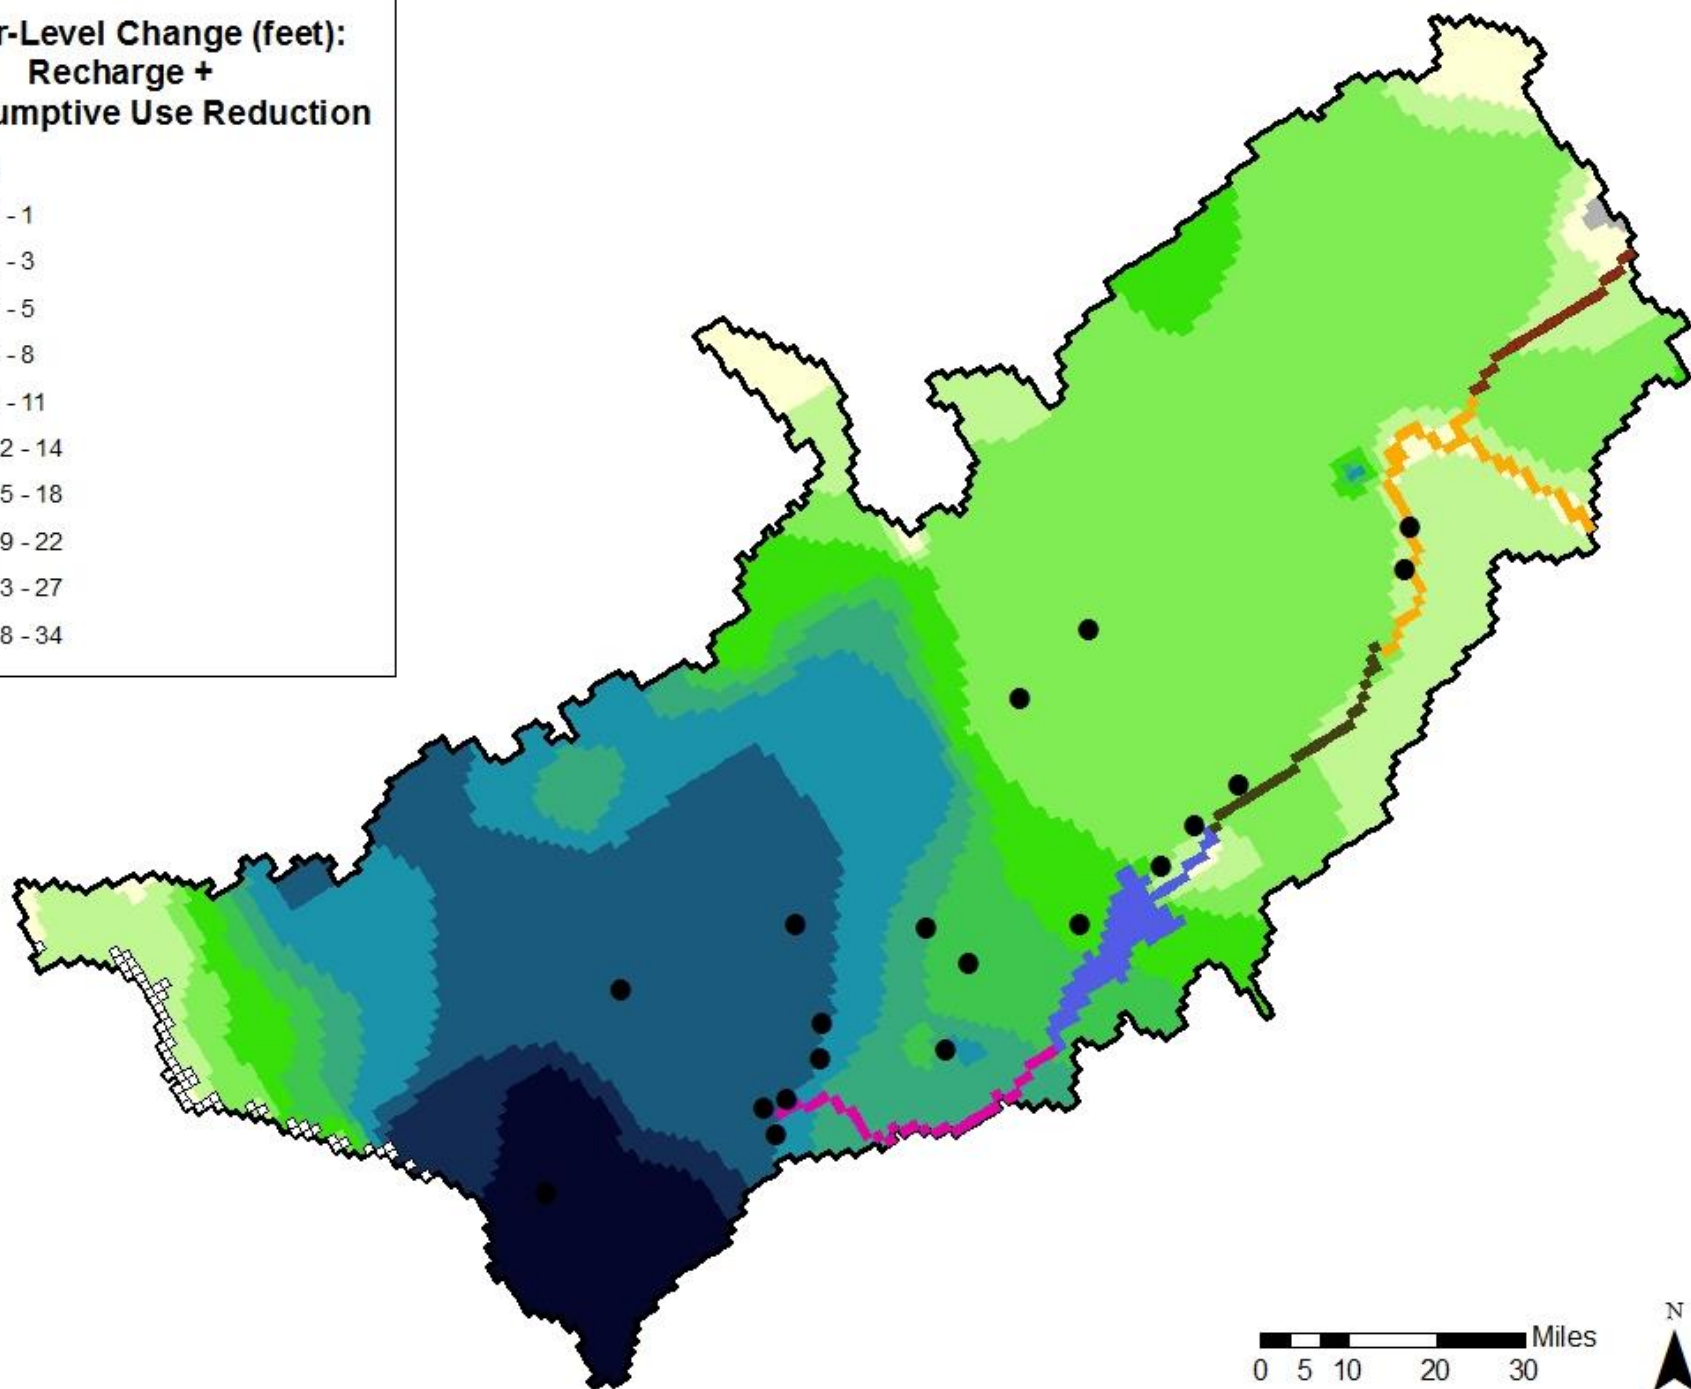 r-Level Change (feet):
Recharge +
umptive Use Reduction
- 1
- 3
- 5
- 8
- 11
2 - 14
5 - 18
9 - 22
3 - 27
8 - 34
N
Miles
0 5 10 20 30